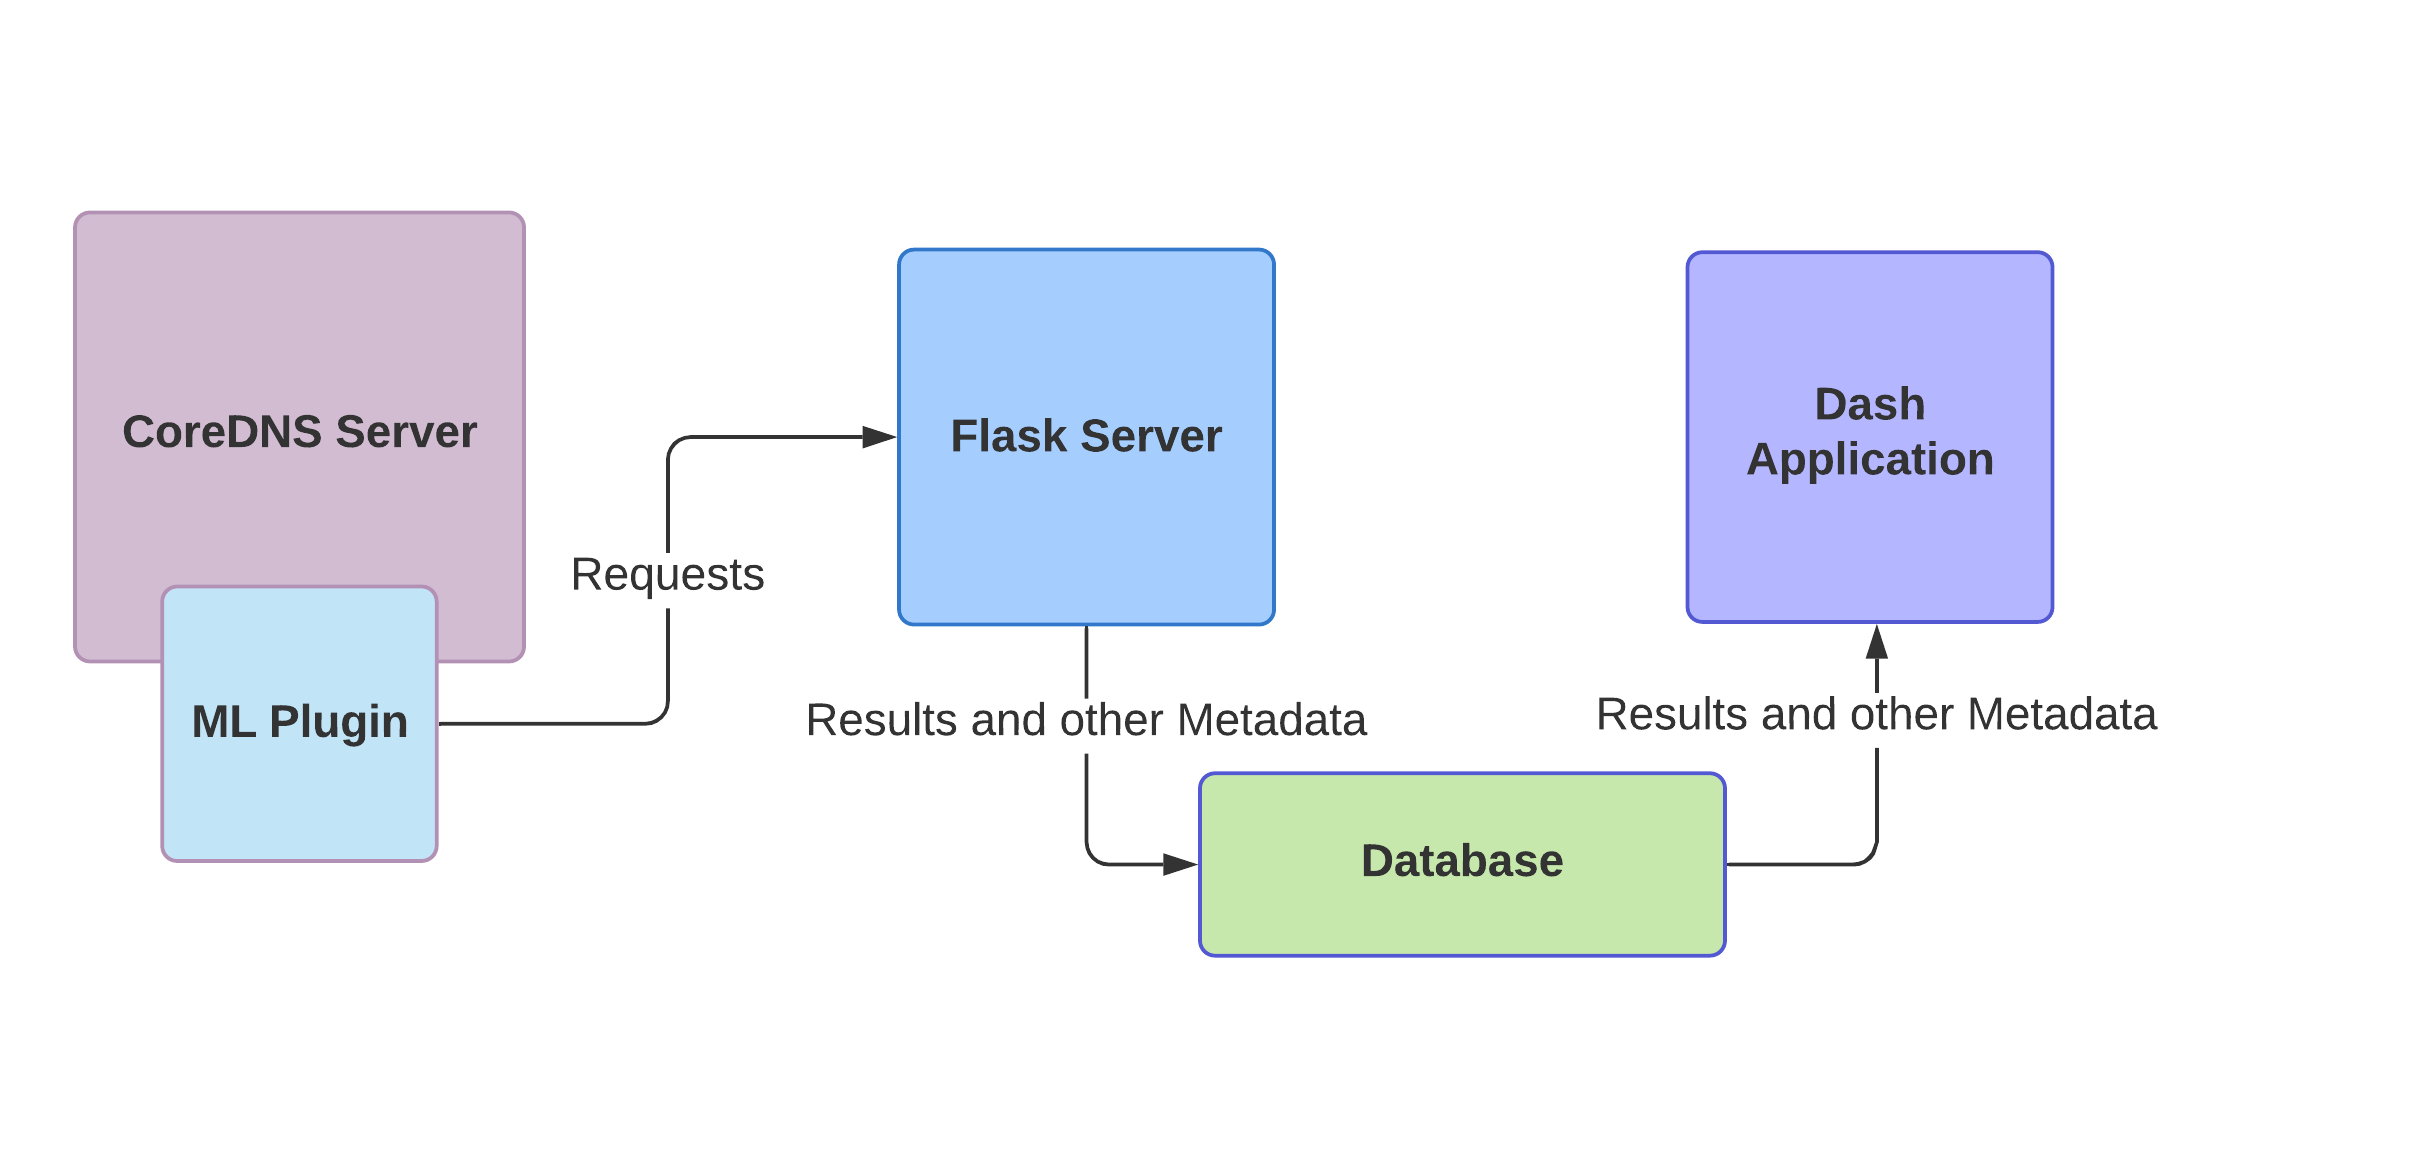 CoreDNS Server
ML Plugin
Requests
Flask Server
Results and other Metadata
Database
Results and other Metadata
Dash
Application